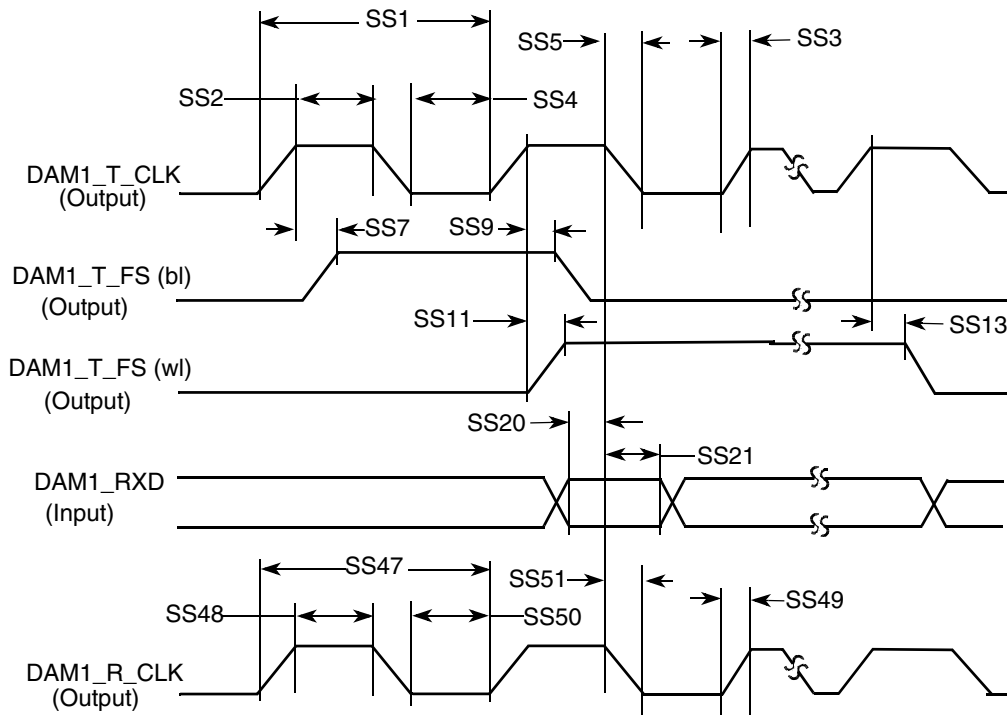 SS1
SS5
SS3
SS2
SS4
DAM1_T_CLK
(Output)
SS7
SS9
DAM1_T_FS (bl)
(Output)
SS11
SS13
DAM1_T_FS (wl)
(Output)
SS20
SS21
DAM1_RXD
(Input)
SS47
SS51
SS48
SS50
SS49
DAM1_R_CLK
(Output)